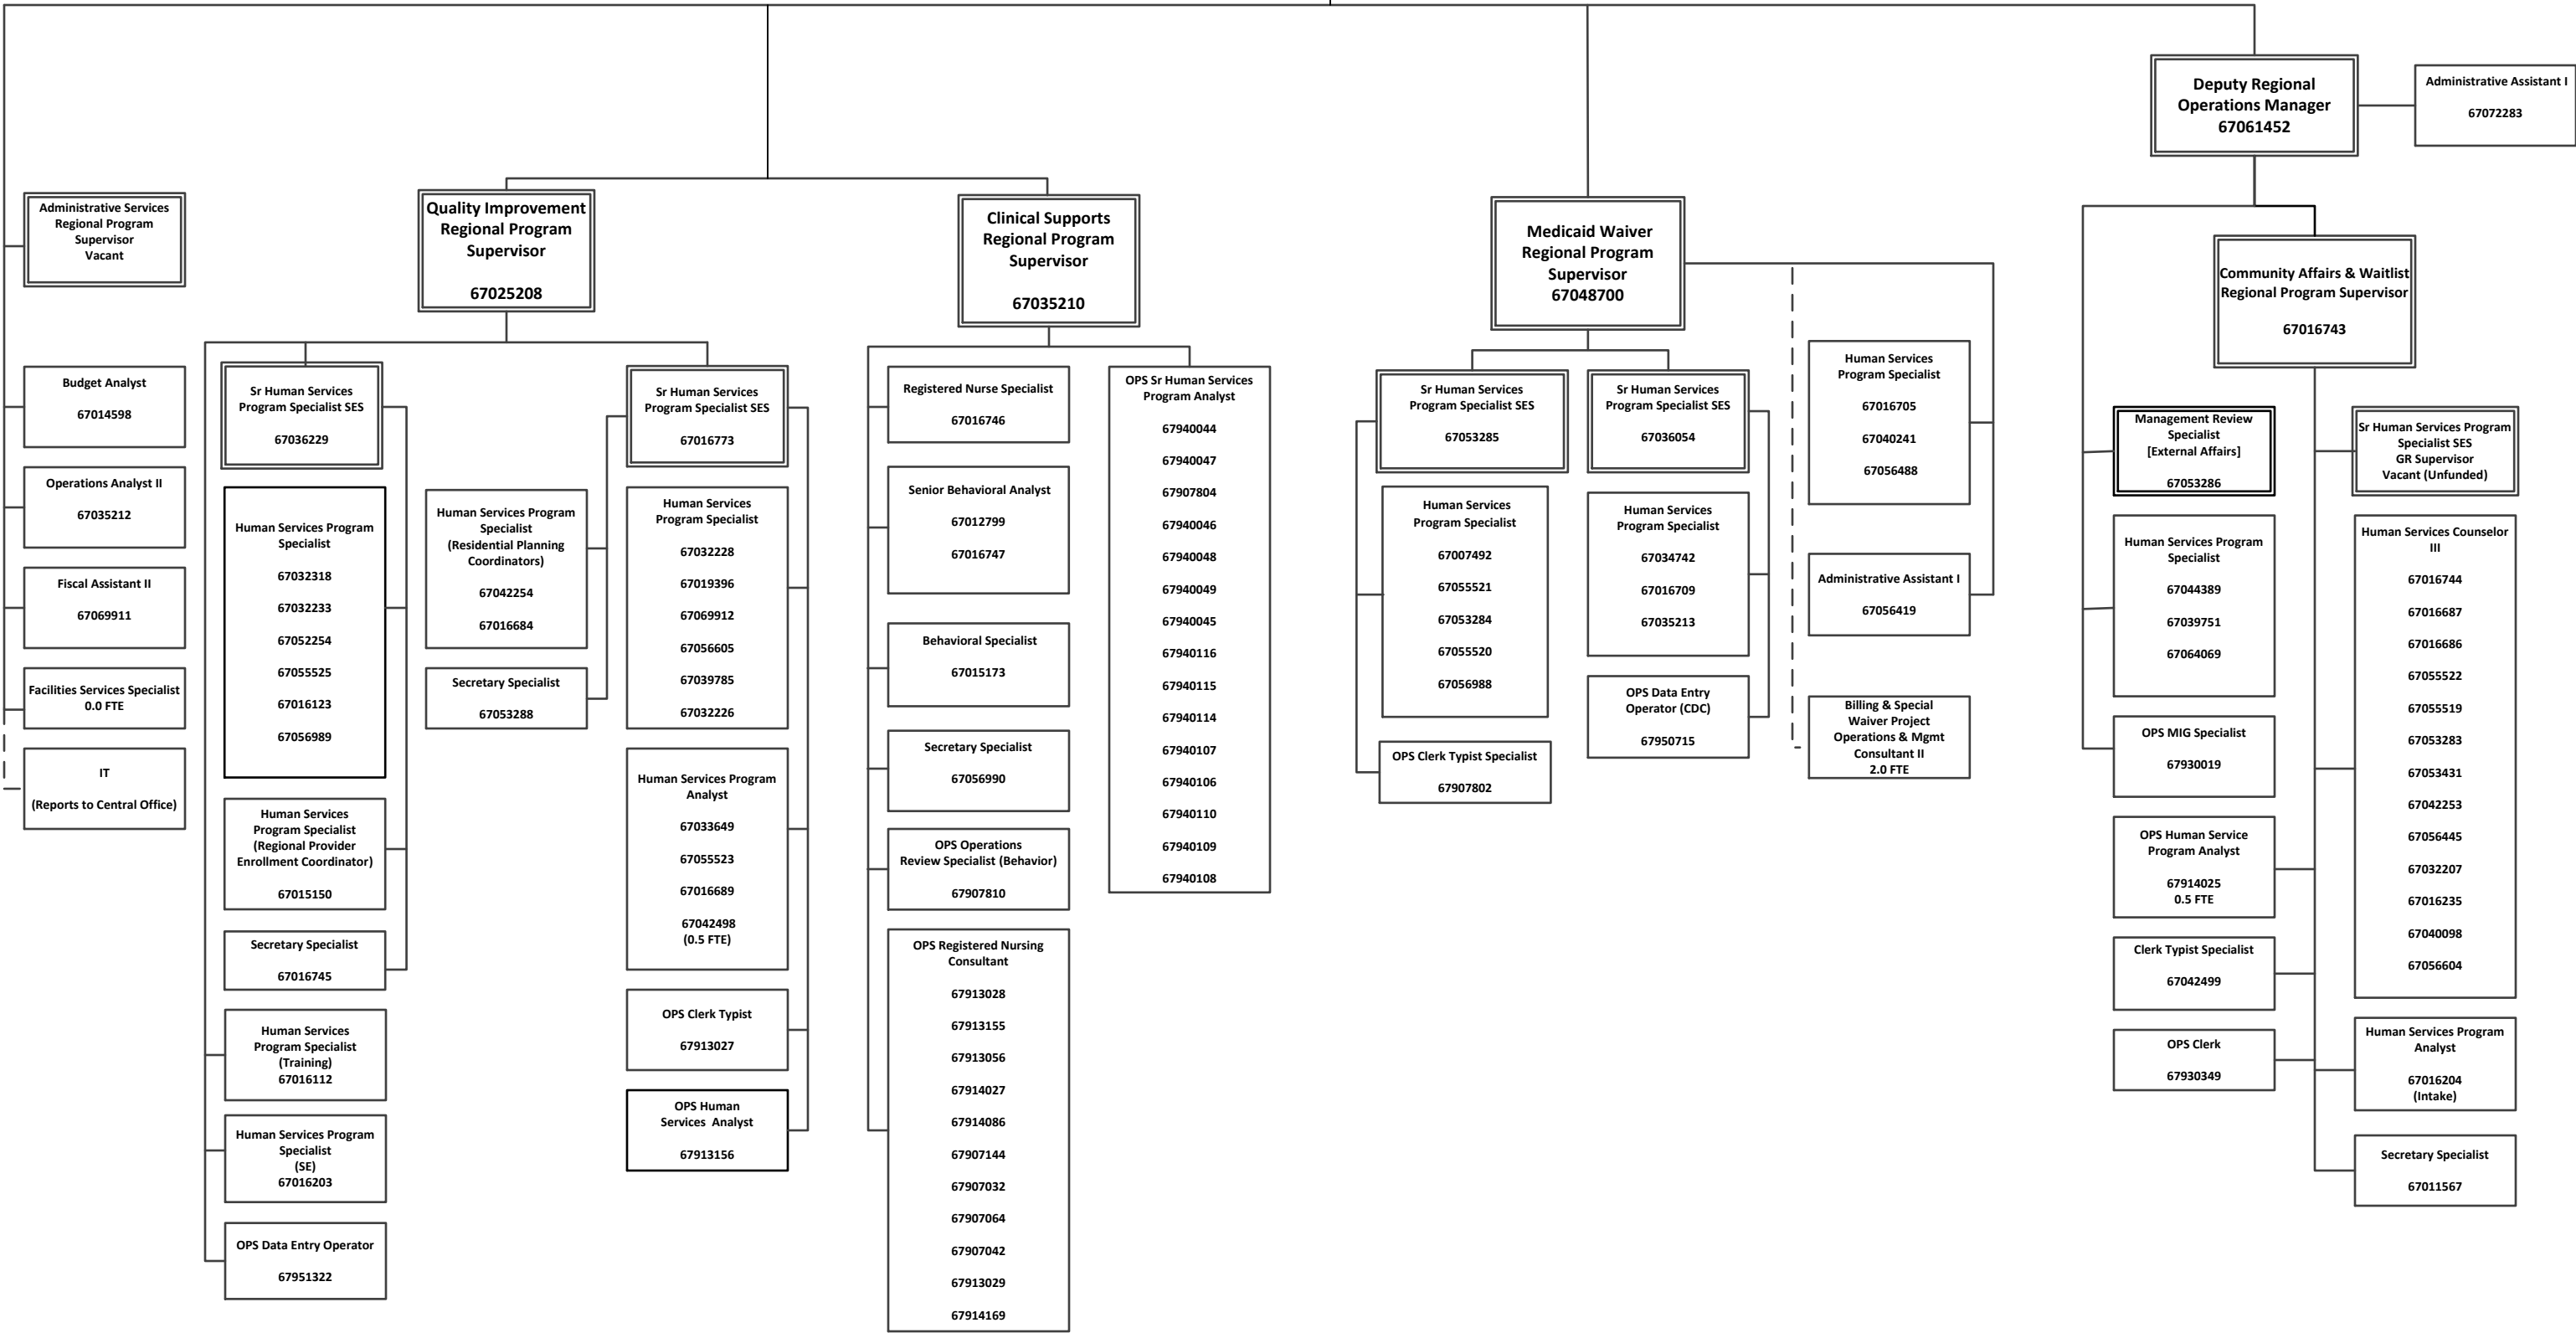 Deputy Regional
Operations Manager
67061452
Administrative Assistant I
67072283
Administrative Services
Regional Program
Supervisor
Vacant
Budget Analyst
67014598
Operations Analyst II
67035212
Fiscal Assistant II
67069911
Facilities Services Specialist
0.0 FTE
IT
(Reports to Central Office)
Quality Improvement
Regional Program
Supervisor
67025208
Sr Human Services
Program Specialist SES
67036229
Human Services Program
Specialist
67032318
67032233
67052254
67055525
67016123
67056989
Human Services
Program Specialist
(Regional Provider
Enrollment Coordinator)
67015150
Secretary Specialist
67016745
Human Services
Program Specialist
(Training)
67016112
Human Services Program
Specialist
(SE)
67016203
OPS Data Entry Operator
67951322
Human Services Program
Specialist
(Residential Planning
Coordinators)
67042254
67016684
Secretary Specialist
67053288
Sr Human Services
Program Specialist SES
67016773
Human Services
Program Specialist
67032228
67019396
67069912
67056605
67039785
67032226
Human Services Program
Analyst
67033649
67055523
67016689
67042498
(0.5 FTE)
OPS Clerk Typist
67913027
OPS Human
Services  Analyst
67913156
Clinical Supports
Regional Program
Supervisor
67035210
Registered Nurse Specialist
67016746
Senior Behavioral Analyst
67012799
67016747
Behavioral Specialist
67015173
Secretary Specialist
67056990
OPS Operations
Review Specialist (Behavior)
67907810
OPS Registered Nursing
Consultant
67913028
67913155
67913056
67914027
67914086
67907144
67907032
67907064
67907042
67913029
67914169
OPS Sr Human Services
Program Analyst
67940044
67940047
67907804
67940046
67940048
67940049
67940045
67940116
67940115
67940114
67940107
67940106
67940110
67940109
67940108
Medicaid Waiver
Regional Program
Supervisor
67048700
Sr Human Services
Program Specialist SES
67053285
Human Services
Program Specialist
67007492
67055521
67053284
67055520
67056988
OPS Clerk Typist Specialist
67907802
Sr Human Services
Program Specialist SES
67036054
Human Services
Program Specialist
67034742
67016709
67035213
OPS Data Entry
Operator (CDC)
67950715
Human Services
Program Specialist
67016705
67040241
67056488
Administrative Assistant I
67056419
Billing & Special
Waiver Project
Operations & Mgmt
Consultant II
2.0 FTE
Community Affairs & Waitlist
Regional Program Supervisor
67016743
Management Review
Specialist
[External Affairs]
67053286
Human Services Program
Specialist
67044389
67039751
67064069
OPS MIG Specialist
67930019
OPS Human Service
Program Analyst
67914025
0.5 FTE
Clerk Typist Specialist
67042499
OPS Clerk
67930349
Sr Human Services Program
Specialist SES
GR Supervisor
Vacant (Unfunded)
Human Services Counselor
III
67016744
67016687
67016686
67055522
67055519
67053283
67053431
67042253
67056445
67032207
67016235
67040098
67056604
Human Services Program
Analyst
67016204
(Intake)
Secretary Specialist
67011567